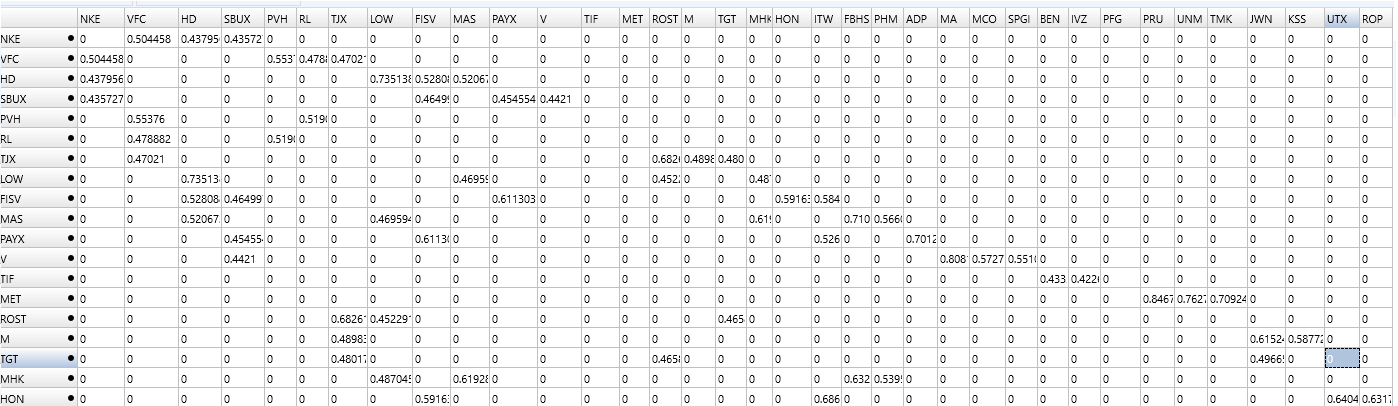 NKE VFC HD SBUX PVH RL TJX LOW FISV MAS PAYX V TIF MET ROST M TGT MHK HON ITW FBHS PHM ADP MA MCO SPGI BEN IVZ PFG PRU UNM TMK JWN KSS UTX ROP
NKE 0 0.504458 0.43795 0.43572 0 0 0 0 0 0 0 0 0 0 0 0 0 0 0 0 0 0 0 0 0 0 0 0 0 0 0 0 0 0 0 0
VFC 0.504458 0 0 0 0.553 0.478 0.4702 0 0 0 0 0 0 0 0 0 0 0 0 0 0 0 0 0 0 0 0 0 0 0 0 0 0 0 0 0
HD 0.437956 0 0 0 0 0 0 0.735138 0.5280 0.52067 0 0 0 0 0 0 0 0 0 0 0 0 0 0 0 0 0 0 0 0 0 0 0 0 0 0
SBUX 0.435727 0 0 0 0 0 0 0 0.4649 0 0.454554 0.4421 0 0 0 0 0 0 0 0 0 0 0 0 0 0 0 0 0 0 0 0 0 0 0 0
PVH 0 0.55376 0 0 0 0.519 0 0 0 0 0 0 0 0 0 0 0 0 0 0 0 0 0 0 0 0 0 0 0 0 0 0 0 0 0 0
RL 0 0.478882 0 0 0.519 0 0 0 0 0 0 0 0 0 0 0 0 0 0 0 0 0 0 0 0 0 0 0 0 0 0 0 0 0 0 0
TJX 0 0.47021 0 0 0 0 0 0 0 0 0 0 0 0 0.682 0.4898 0.480 0 0 0 0 0 0 0 0 0 0 0 0 0 0 0 0 0 0 0
LOW 0 0 0.73513 0 0 0 0 0 0 0.46959 0 0 0 0 0.452 0 0 0.48 0 0 0 0 0 0 0 0 0 0 0 0 0 0 0 0 0 0
FISV 0 0 0.52808 0.46499 0 0 0 0 0 0 0.611303 0 0 0 0 0 0 0 0.5916 0.584 0 0 0 0 0 0 0 0 0 0 0 0 0 0 0 0
MAS 0 0 0.52067 0 0 0 0 0.469594 0 0 0 0 0 0 0 0 0 0.619 0 0 0.710 0.566 0 0 0 0 0 0 0 0 0 0 0 0 0 0
PAYX 0 0 0 0.45455 0 0 0 0 0.6113 0 0 0 0 0 0 0 0 0 0 0.526 0 0 0.7012 0 0 0 0 0 0 0 0 0 0 0 0 0
V 0 0 0 0.4421 0 0 0 0 0 0 0 0 0 0 0 0 0 0 0 0 0 0 0 0.808 0.5727 0.551 0 0 0 0 0 0 0 0 0 0
TIF 0 0 0 0 0 0 0 0 0 0 0 0 0 0 0 0 0 0 0 0 0 0 0 0 0 0 0.433 0.422 0 0 0 0 0 0 0 0
MET 0 0 0 0 0 0 0 0 0 0 0 0 0 0 0 0 0 0 0 0 0 0 0 0 0 0 0 0 0 0.8467 0.7627 0.70924 0 0 0 0
ROST 0 0 0 0 0 0 0.6826 0.452291 0 0 0 0 0 0 0 0 0.465 0 0 0 0 0 0 0 0 0 0 0 0 0 0 0 0 0 0 0
M 0 0 0 0 0 0 0.4898 0 0 0 0 0 0 0 0 0 0 0 0 0 0 0 0 0 0 0 0 0 0 0 0 0 0.6152 0.5877 0 0
TGT 0 0 0 0 0 0 0.48017 0 0 0 0 0 0 0 0.465 0 0 0 0 0 0 0 0 0 0 0 0 0 0 0 0 0 0.4966 0 0 0
MHK 0 0 0 0 0 0 0 0.487045 0 0.61928 0 0 0 0 0 0 0 0 0 0 0.632 0.539 0 0 0 0 0 0 0 0 0 0 0 0 0 0
HON 0 0 0 0 0 0 0 0 0.5916 0 0 0 0 0 0 0 0 0 0 0.686 0 0 0 0 0 0 0 0 0 0 0 0 0 0 0.6404 0.631